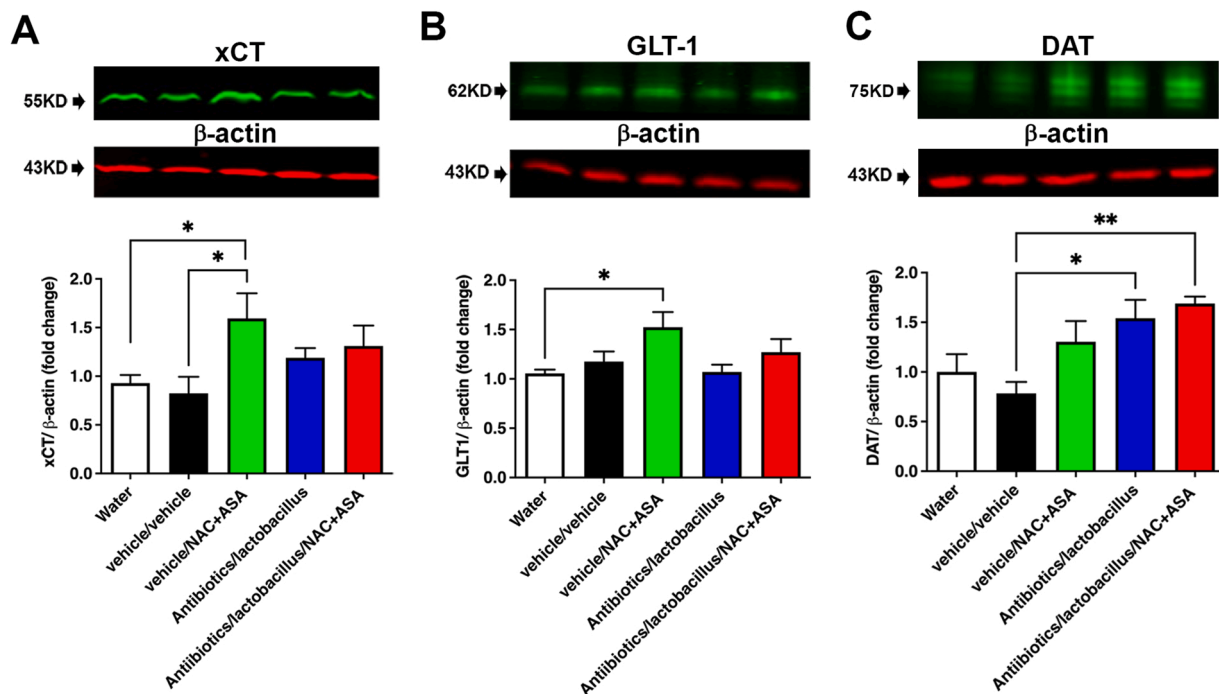 A
xCT
55KD
β-actin
43KD
*
*
xCT/ β-actin (fold change)
2.0
1.5
1.0
0.5
0.0
Water
vehicle/vehicle
vehicle/NAC+ASA
Antibiotics/lactobacillus
Antiibiotics/lactobacillus/NAC+ASA
B
GLT-1
62KD
β-actin
43KD
*
GLT1/ β-actin (fold change)
2.0
1.5
1.0
0.5
0.0
Water
vehicle/vehicle
vehicle/NAC+ASA
Antibiotics/lactobacillus
Antiibiotics/lactobacillus/NAC+ASA
C
DAT
75KD
β-actin
43KD
**
*
DAT/ β-actin (fold change)
2.0
1.5
1.0
0.5
0.0
Water
vehicle/vehicle
vehicle/NAC+ASA
Antibiotics/lactobacillus
Antiibiotics/lactobacillus/NAC+ASA